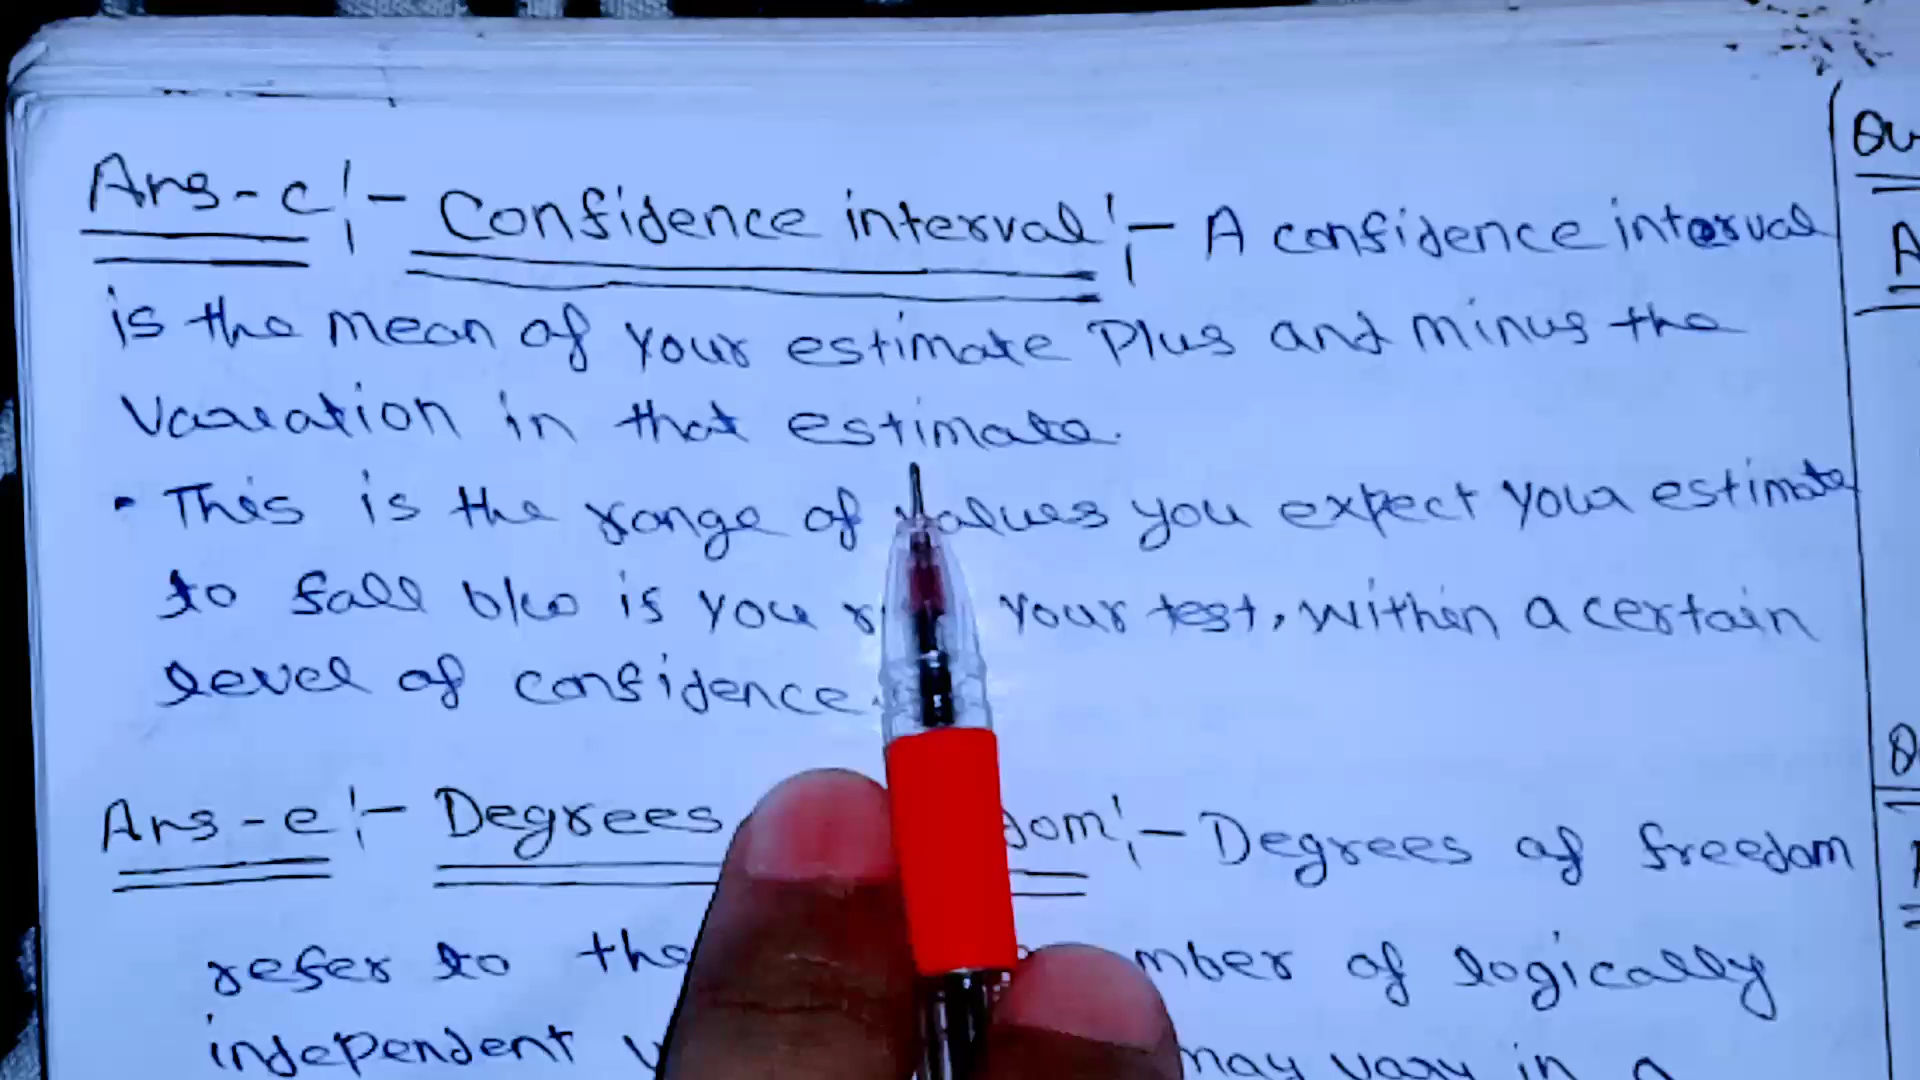 Ans-c:- Confidence interval:- A confidence interval
is the mean of your estimate Plus and minus the
variation in that estimate.
• This is the range of values you expect your estimate
to fall b/w is you your test, within a certain
level of confidence.
Ans-e:- Degrees dom:- Degrees of freedom
refer to the mber of logically
independent may vary in a
Qu
A